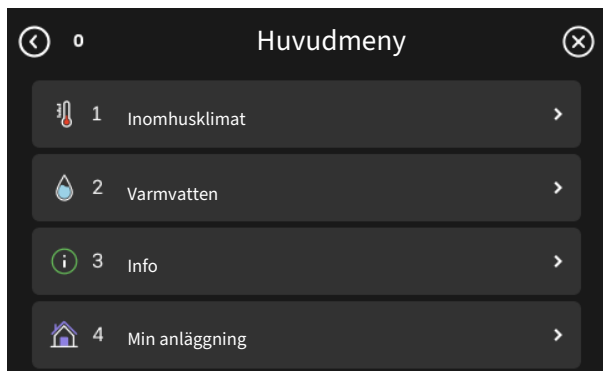 0 Huvudmeny
1 Inomhusklimat
2 Varmvatten
3 Info
4 Min anläggning